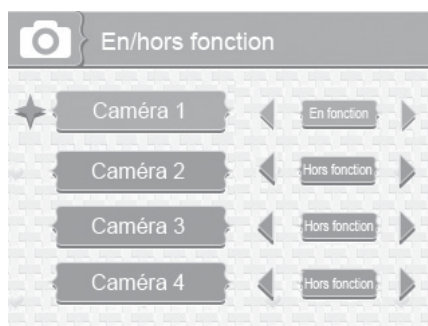 En/hors fonction
Caméra 1 En fonction
Caméra 2 Hors fonction
Caméra 3 Hors fonction
Caméra 4 Hors fonction